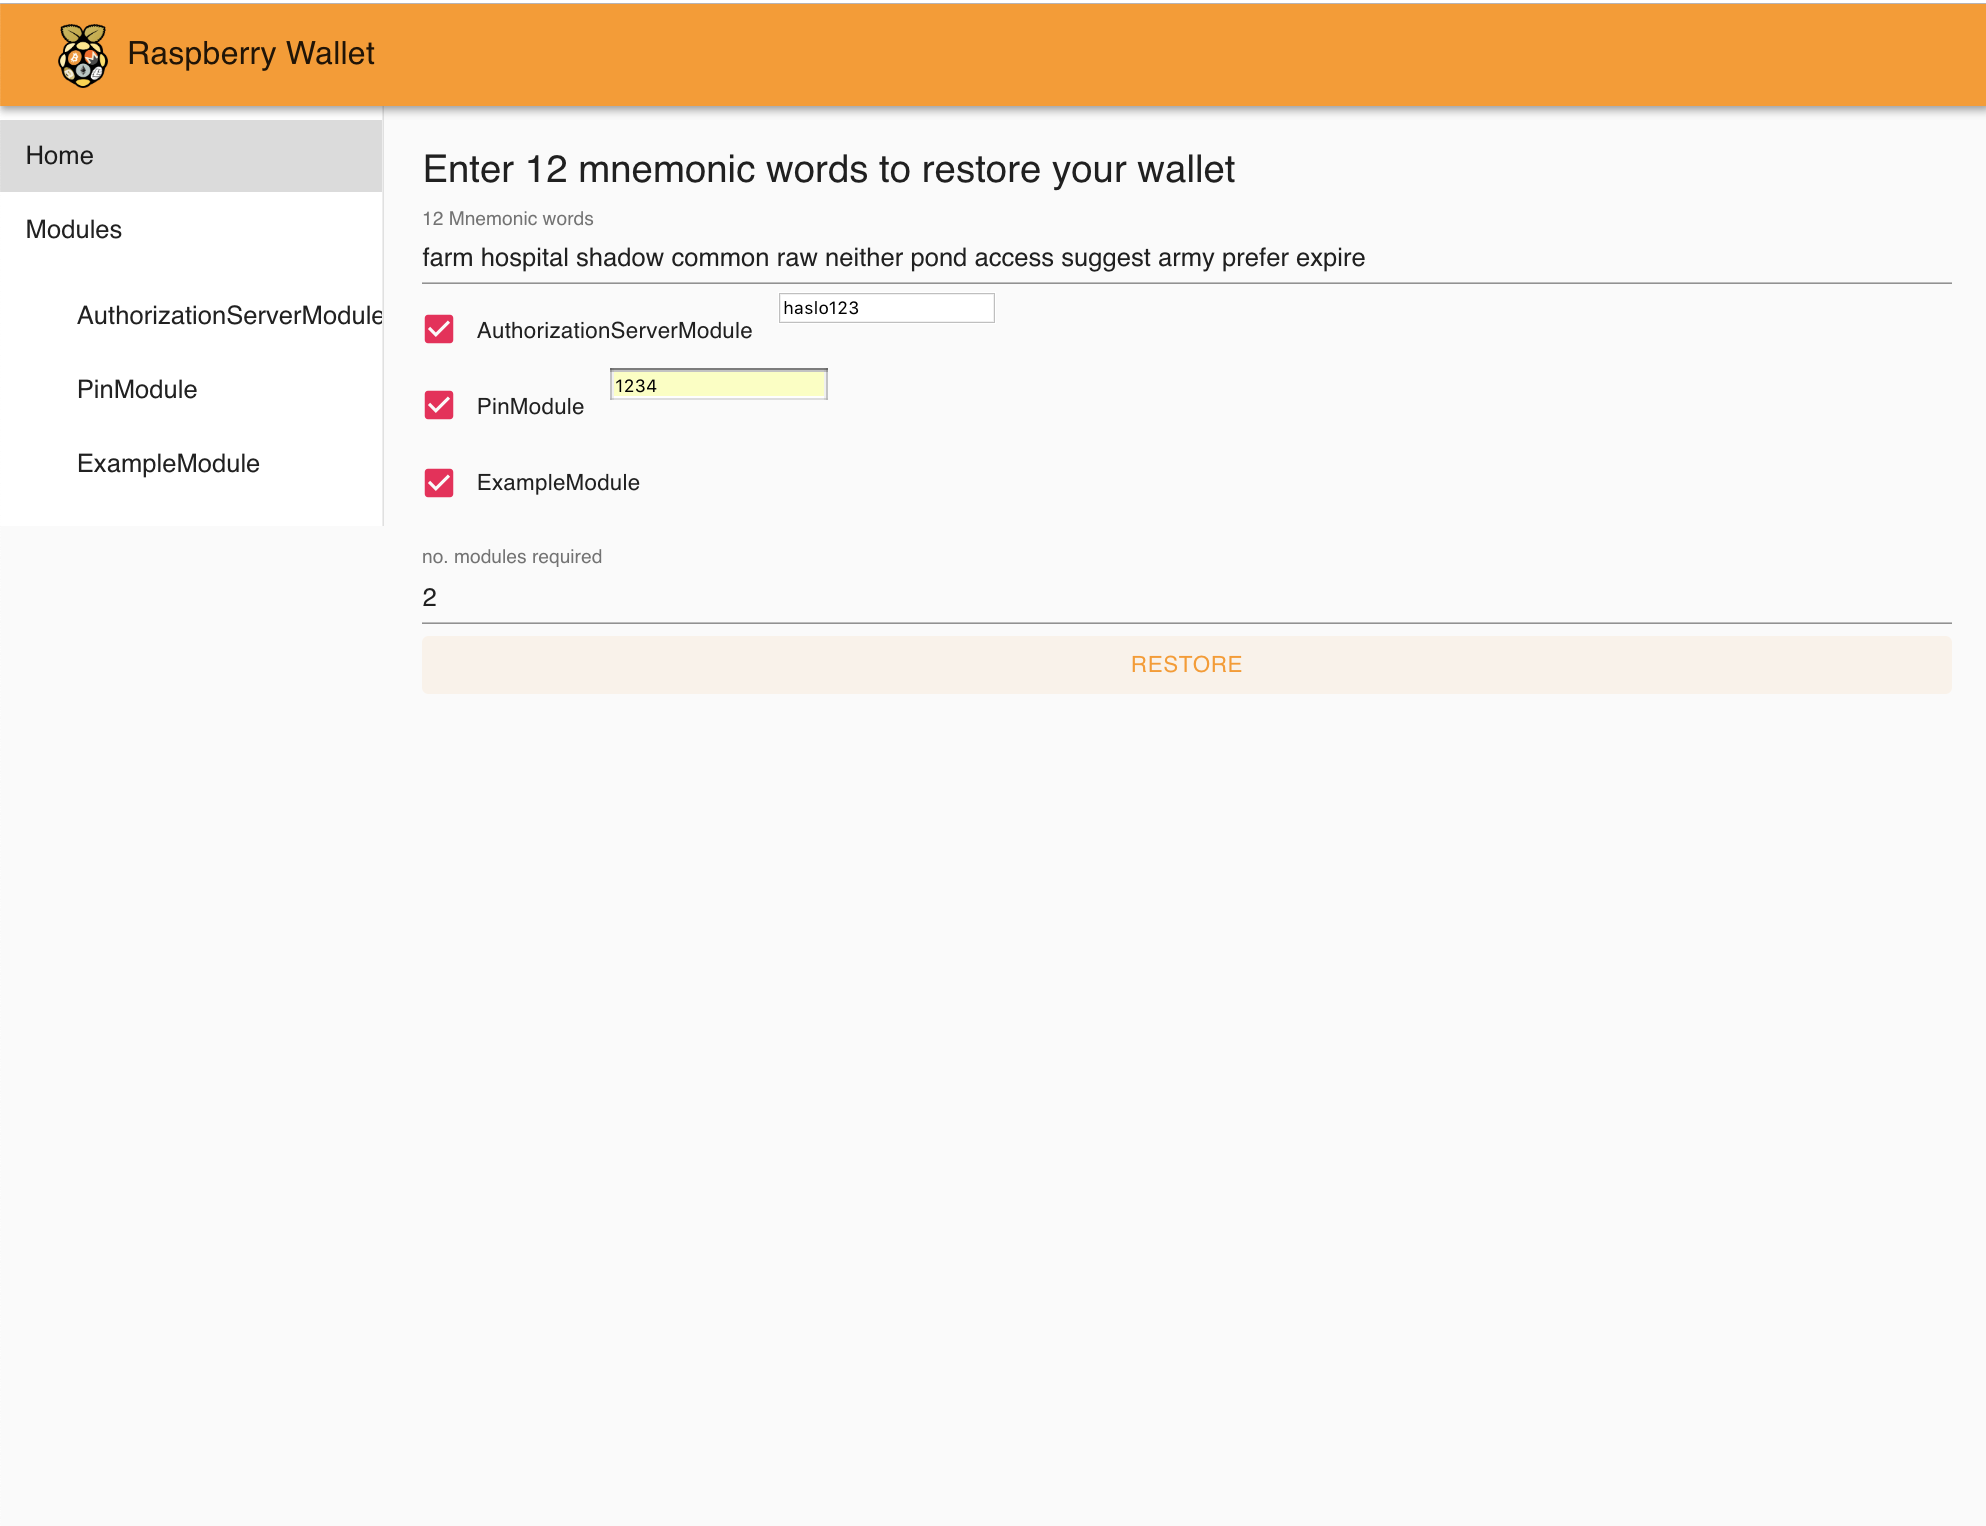 Raspberry Wallet
Home
Modules
AuthorizationServerModule
PinModule
ExampleModule
Enter 12 mnemonic words to restore your wallet
12 Mnemonic words
farm hospital shadow common raw neither pond access suggest army prefer expire
AuthorizationServerModule haslo123
PinModule 1234
ExampleModule
no. modules required
2
RESTORE